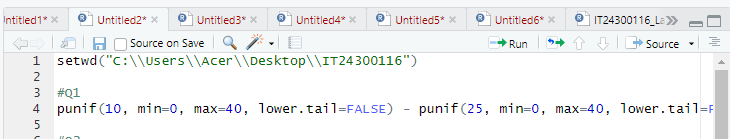 Untitled1* Untitled2* Untitled3* Untitled4* Untitled5* Untitled6* IT24300116_La
Source on Save Run Source
1 setwd("C:\\Users\\Acer\\Desktop\\IT24300116")
2
3 #Q1
4 punif(10, min=0, max=40, lower.tail=FALSE) - punif(25, min=0, max=40, lower.tail=F
5